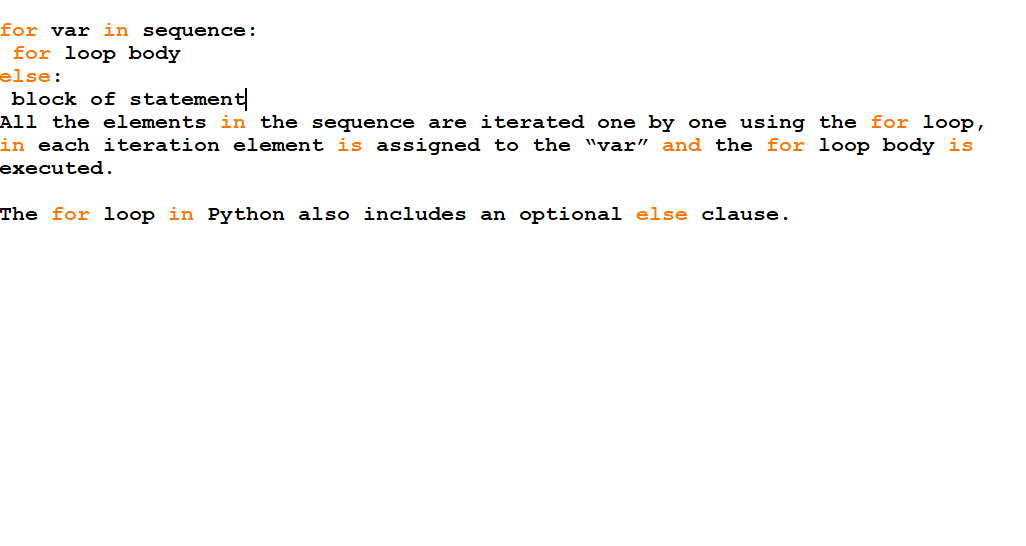 for var in sequence:
 for loop body
else:
 block of statement
All the elements in the sequence are iterated one by one using the for loop,
in each iteration element is assigned to the “var” and the for loop body is
executed.
The for loop in Python also includes an optional else clause.